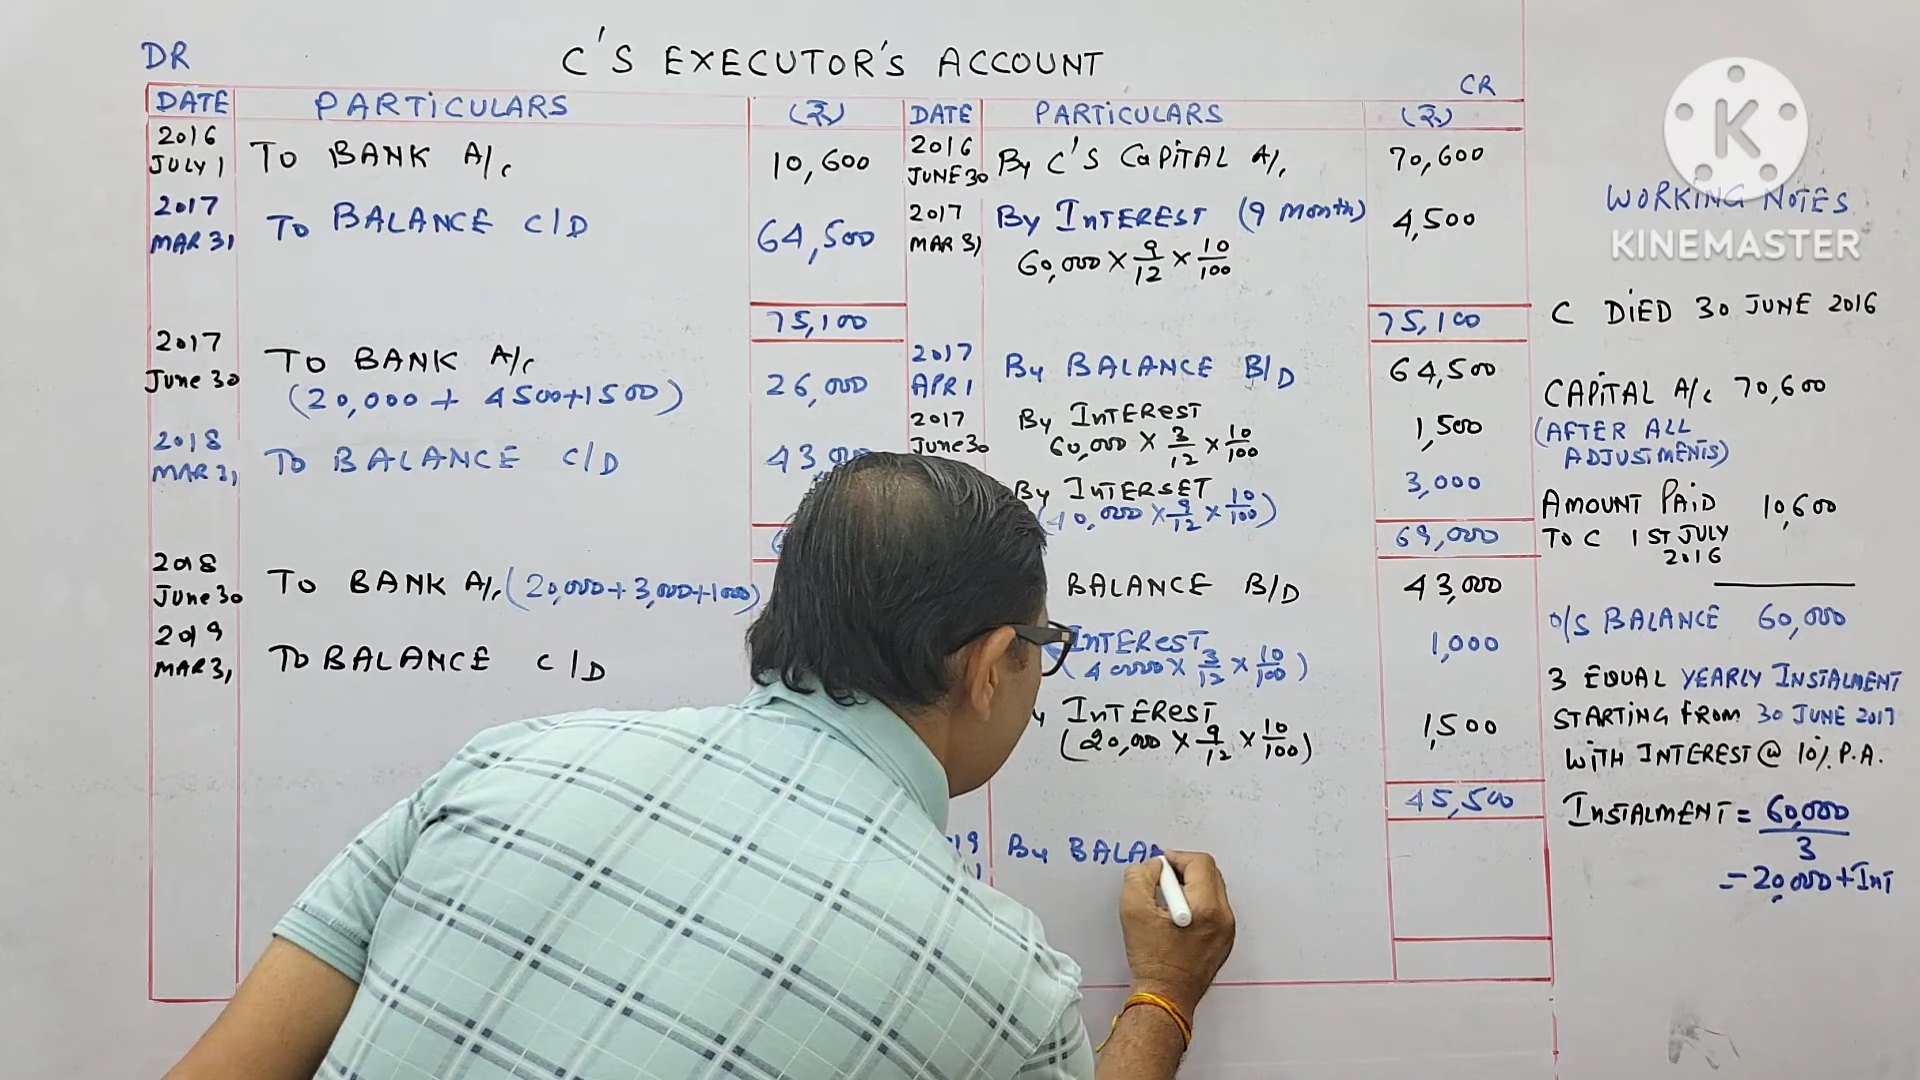 DR
C'S EXECUTOR'S ACCOUNT
CR
DATE PARTICULARS (₹) DATE PARTICULARS (₹)
2016
JULY 1 TO BANK A/c 10,600
2017
MAR 31 TO BALANCE C/D 64,500
75,100
2017
June 30 TO BANK A/c 26,000
(20,000 + 4500+1500)
2018
MAR 31 TO BALANCE C/D
2018
June 30 TO BANK A/c (20,000+3,000+1000)
2019
MAR 31 TO BALANCE C/D
2016
JUNE 30 By C'S CaPITAL A/c 70,600
2017
MAR 31 By INTEREST (9 MONTH) 4,500
60,000 × 9/12 × 10/100
75,100
2017
APR 1 By BALANCE B/D 64,500
2017
June 30 By INTEREST 1,500
60,000 × 3/12 × 10/100
By INTERSET 3,000
40,000 × 9/12 × 10/100)
69,000
BALANCE B/D 43,000
INTEREST 1,000
(40000 × 3/12 × 10/100)
INTEREST 1,500
(20,000 × 9/12 × 10/100)
45,500
By BALAN
K
KINEMASTER
WORKING NOTES
C DIED 30 JUNE 2016
CAPITAL A/c 70,600
(AFTER ALL
ADJUSTMENTS)
AMOUNT PAID 10,600
TO C 1ST JULY
2016
O/S BALANCE 60,000
3 EQUAL YEARLY INSTALMENT
STARTING FROM 30 JUNE 2017
WITH INTEREST @ 10% P.A.
INSTALMENT = 60,000
3
= 20,000 + INT